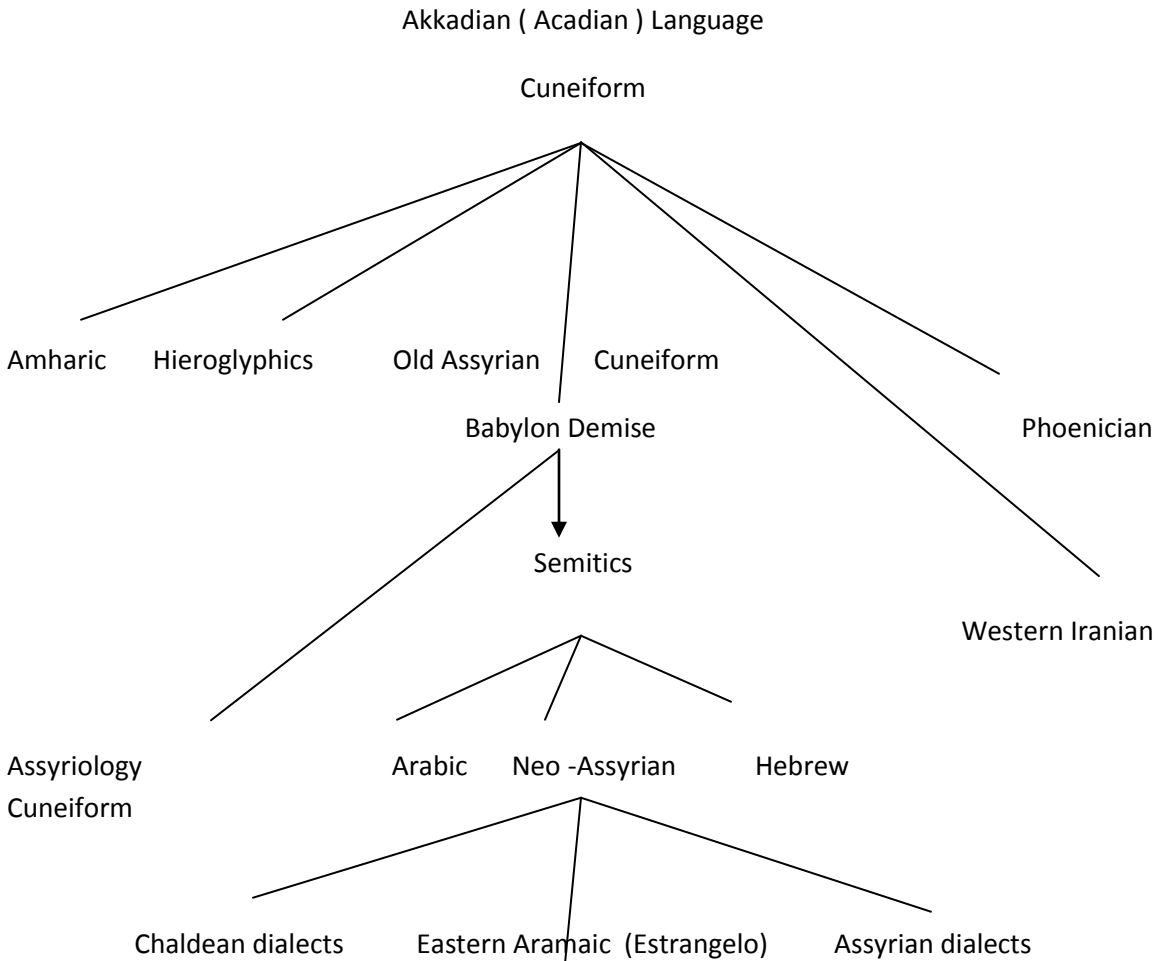 Akkadian ( Acadian ) Language
Cuneiform
Amharic Hieroglyphics Old Assyrian Cuneiform
Babylon Demise Phoenician
Semitics
Western Iranian
Assyriology Arabic Neo -Assyrian Hebrew
Cuneiform
Chaldean dialects Eastern Aramaic (Estrangelo) Assyrian dialects